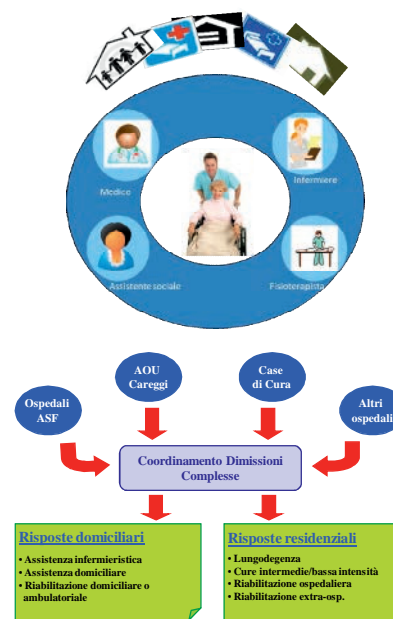 Medico
Infermiere
Assistente sociale
Fisioterapista
AOU
Careggi
Case
di Cura
Ospedali
ASF
Altri
ospedali
Coordinamento Dimissioni
Complesse
Risposte domiciliari
• Assistenza infermieristica
• Assistenza domiciliare
• Riabilitazione domiciliare o
ambulatoriale
Risposte residenziali
• Lungodegenza
• Cure intermedie/bassa intensità
• Riabilitazione ospedaliera
• Riabilitazione extra-osp.